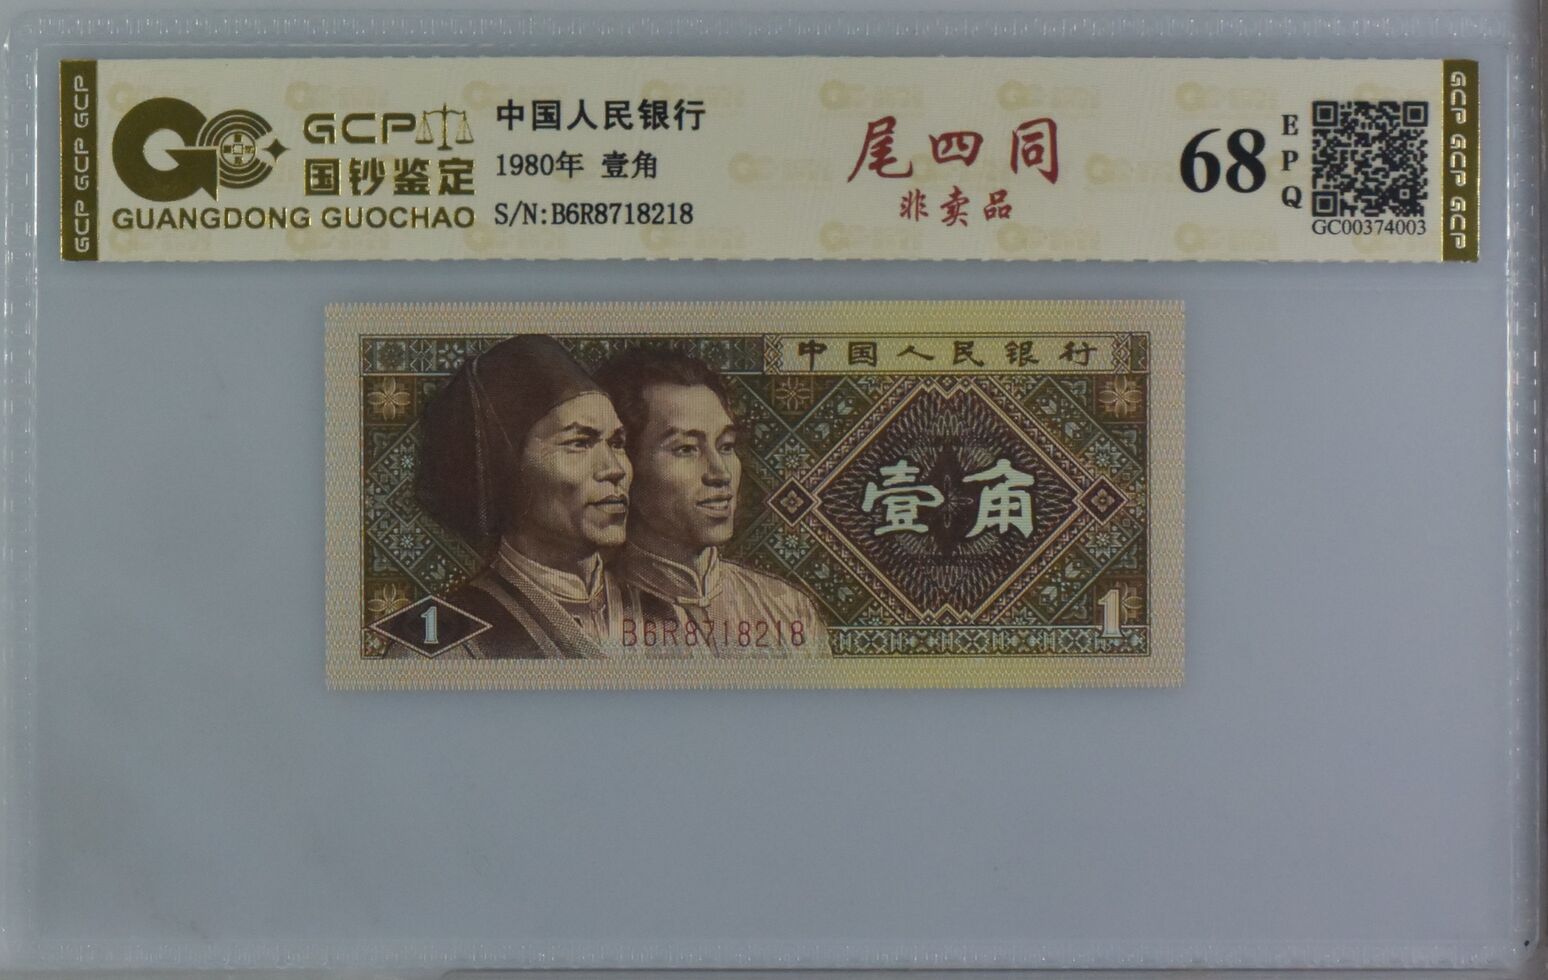 GCP GCP GCP
GCP
国钞鉴定
GUANGDONG GUOCHAO
中国人民银行
1980年 壹角
S/N:B6R8718218
尾四同
非卖品
68
EPQ
GC00374003
GCP GCP GCP
中国人民银行
壹角
1
B6R8718218
1